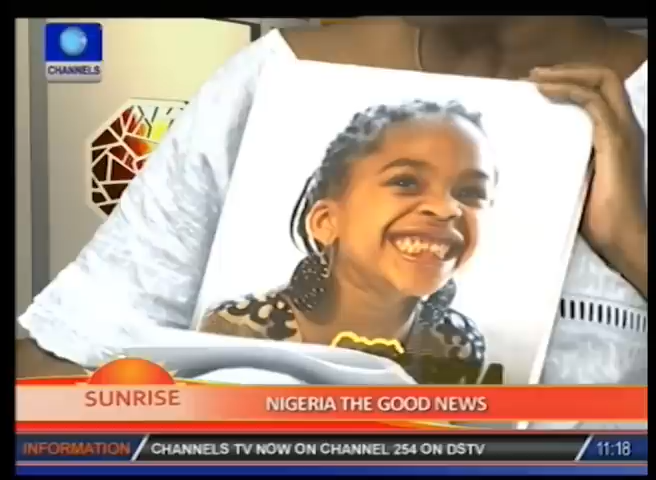 CHANNELS
SUNRISE
NIGERIA THE GOOD NEWS
INFORMATION
CHANNELS TV NOW ON CHANNEL 254 ON DSTV
11:18